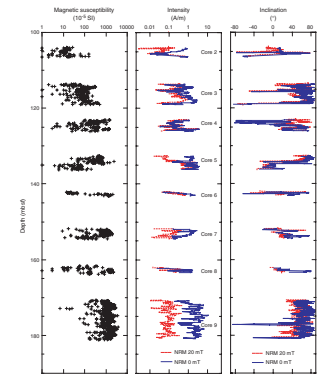 Magnetic susceptibility
(10⁻⁵ SI)
1 10 100 1000 10000
Intensity
(A/m)
0.01 0.1 1 10
Inclination
(°)
-80 -40 0 40 80
Depth (mbsf)
100
120
140
160
180
Core 2
Core 3
Core 4
Core 5
Core 6
Core 7
Core 8
Core 9
NRM 20 mT
NRM 0 mT
NRM 20 mT
NRM 0 mT